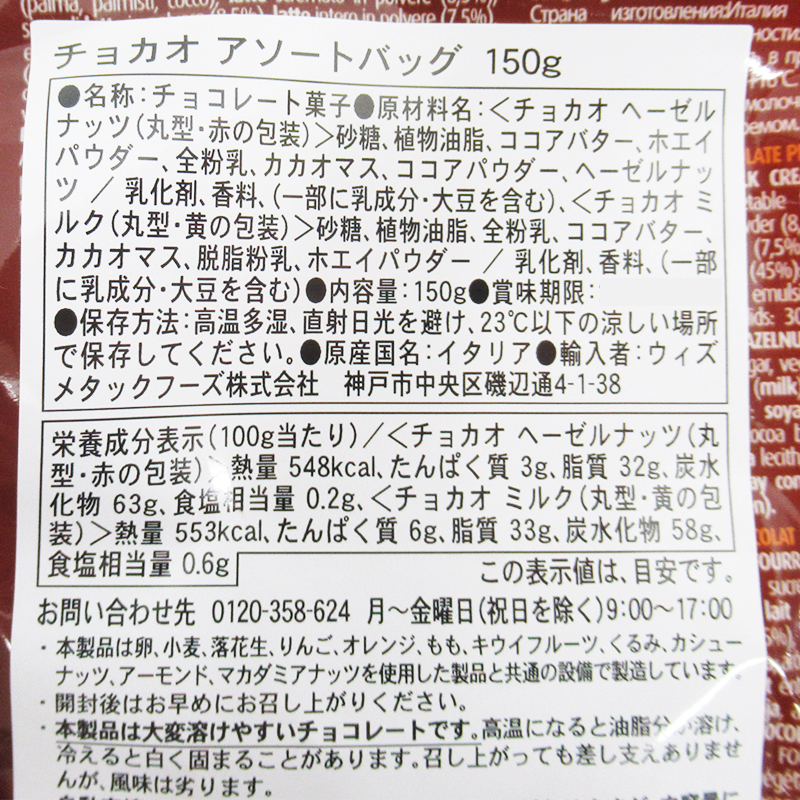 (palma, palmisti, cocco), latte scremato in polvere (7,5%),
latte intero in polvere (7,5%)
Страна изготовления:Италия
チョカオ アソートバッグ 150g
●名称:チョコレート菓子●原材料名:<チョカオ ヘーゼル
ナッツ(丸型・赤の包装)>砂糖、植物油脂、ココアバター、ホエイ
パウダー、全粉乳、カカオマス、ココアパウダー、ヘーゼルナッ
ツ / 乳化剤、香料、(一部に乳成分・大豆を含む)、<チョカオ ミ
ルク(丸型・黄の包装)>砂糖、植物油脂、全粉乳、ココアバター、
カカオマス、脱脂粉乳、ホエイパウダー / 乳化剤、香料、(一部
に乳成分・大豆を含む)●内容量:150g●賞味期限:
●保存方法:高温多湿、直射日光を避け、23℃以下の涼しい場所
で保存してください。●原産国名:イタリア●輸入者:ウィズ
メタックフーズ株式会社 神戸市中央区磯辺通4-1-38
栄養成分表示(100g当たり)/<チョカオ ヘーゼルナッツ(丸
型・赤の包装)>熱量 548kcal、たんぱく質 3g、脂質 32g、炭水
化物 63g、食塩相当量 0.2g、<チョカオ ミルク(丸型・黄の包
装)>熱量 553kcal、たんぱく質 6g、脂質 33g、炭水化物 58g、
食塩相当量 0.6g
この表示値は、目安です。
お問い合わせ先 0120-358-624 月~金曜日(祝日を除く)9:00~17:00
・本製品は卵、小麦、落花生、りんご、オレンジ、もも、キウイフルーツ、くるみ、カシュー
ナッツ、アーモンド、マカダミアナッツを使用した製品と共通の設備で製造しています。
・開封後はお早めにお召し上がりください。
・本製品は大変溶けやすいチョコレートです。高温になると油脂分が溶け、
冷えると白く固まることがあります。召し上がっても差し支えありませ
んが、風味は劣ります。